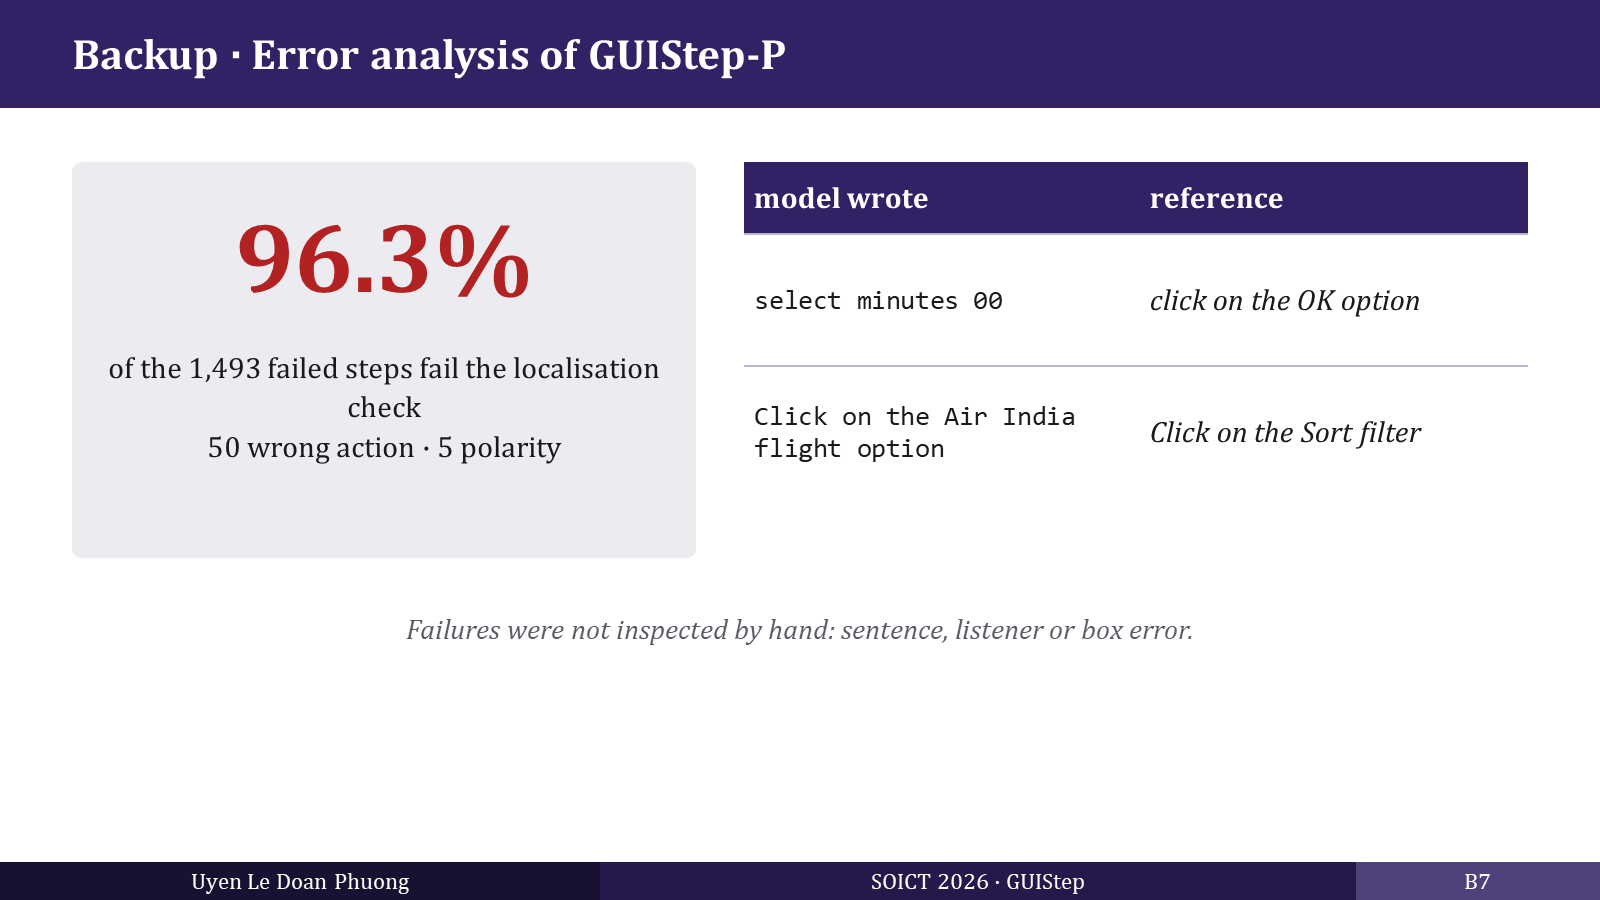 Backup · Error analysis of GUIStep-P
96.3%
of the 1,493 failed steps fail the localisation
check
50 wrong action · 5 polarity
model wrote reference
select minutes 00 click on the OK option
Click on the Air India
flight option
Click on the Sort filter
Failures were not inspected by hand: sentence, listener or box error.
Uyen Le Doan Phuong SOICT 2026 · GUIStep B7